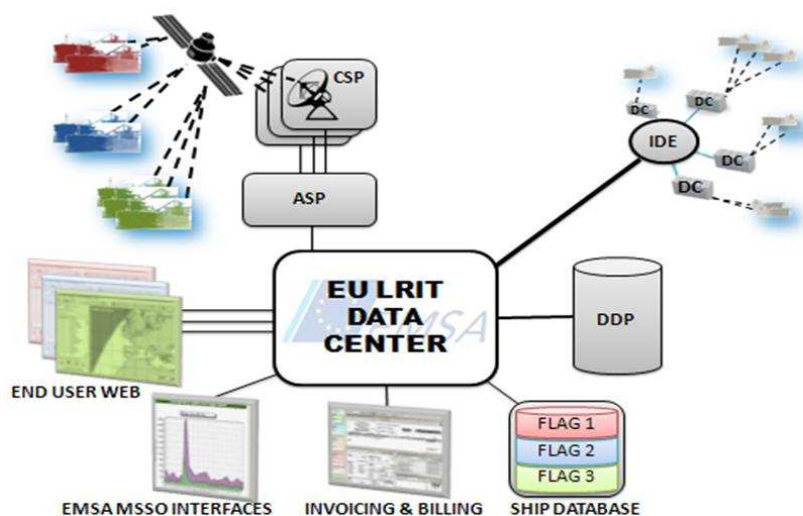 CSP
DC
DC
IDE
DC
DC
ASP
EU LRIT
DATA
CENTER
EMSA
DDP
END USER WEB
FLAG 1
FLAG 2
FLAG 3
EMSA MSSO INTERFACES
INVOICING & BILLING
SHIP DATABASE